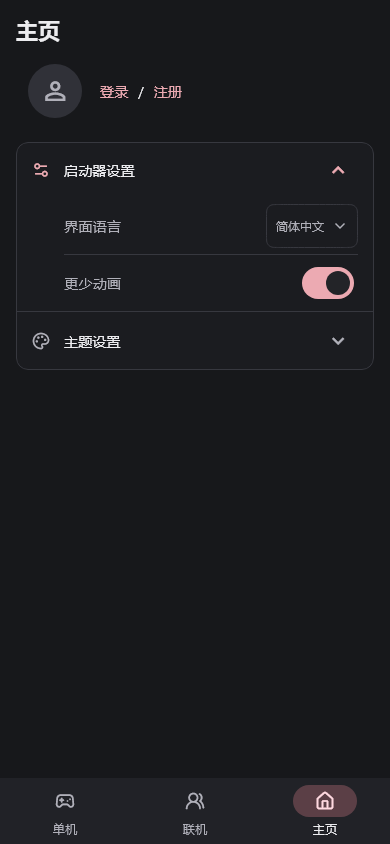 主页
登录 / 注册
启动器设置
界面语言 简体中文
更少动画
主题设置
单机 联机 主页